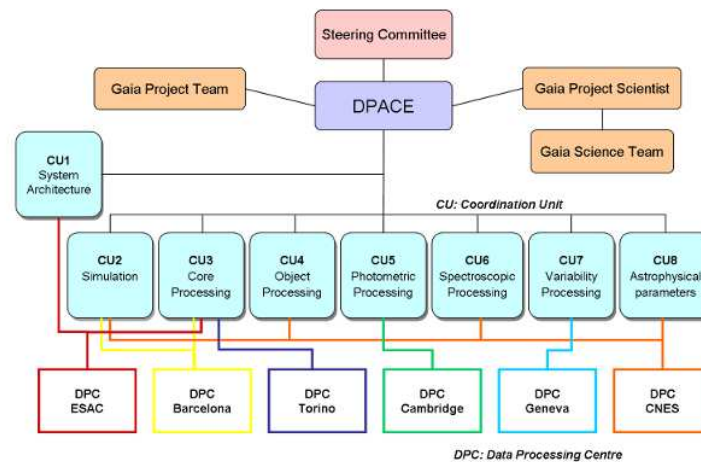 Steering Committee
Gaia Project Team
DPACE
Gaia Project Scientist
Gaia Science Team
CU1
System
Architecture
CU: Coordination Unit
CU2
Simulation
CU3
Core
Processing
CU4
Object
Processing
CU5
Photometric
Processing
CU6
Spectroscopic
Processing
CU7
Variability
Processing
CU8
Astrophysical
parameters
DPC
ESAC
DPC
Barcelona
DPC
Torino
DPC
Cambridge
DPC
Geneva
DPC
CNES
DPC: Data Processing Centre